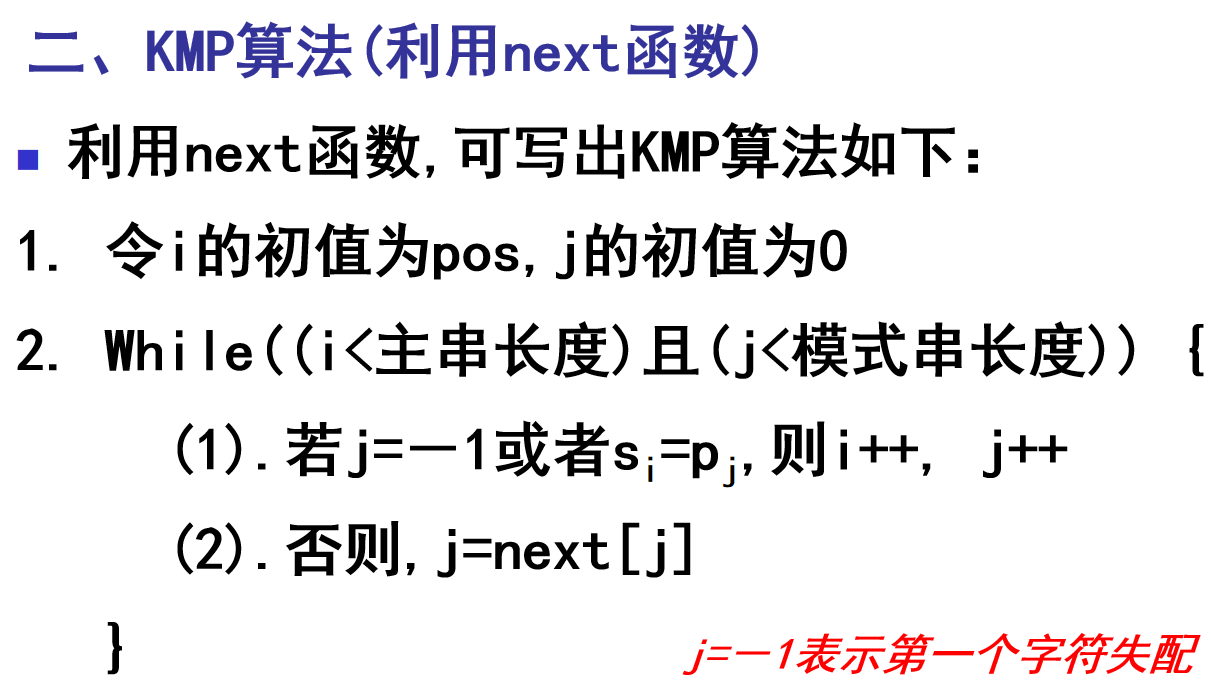 二、KMP算法(利用next函数)
■ 利用next函数,可写出KMP算法如下:
1. 令i的初值为pos,j的初值为0
2. While((i<主串长度)且(j<模式串长度)) {
(1).若j=－1或者si=pj,则i++, j++
(2).否则,j=next[j]
}
j=－1表示第一个字符失配